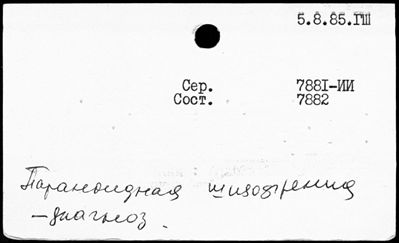 5.8.85.ГШ
Сер. 7881-ИИ
Сост. 7882
Параноидная шизофрения
— диагноз.